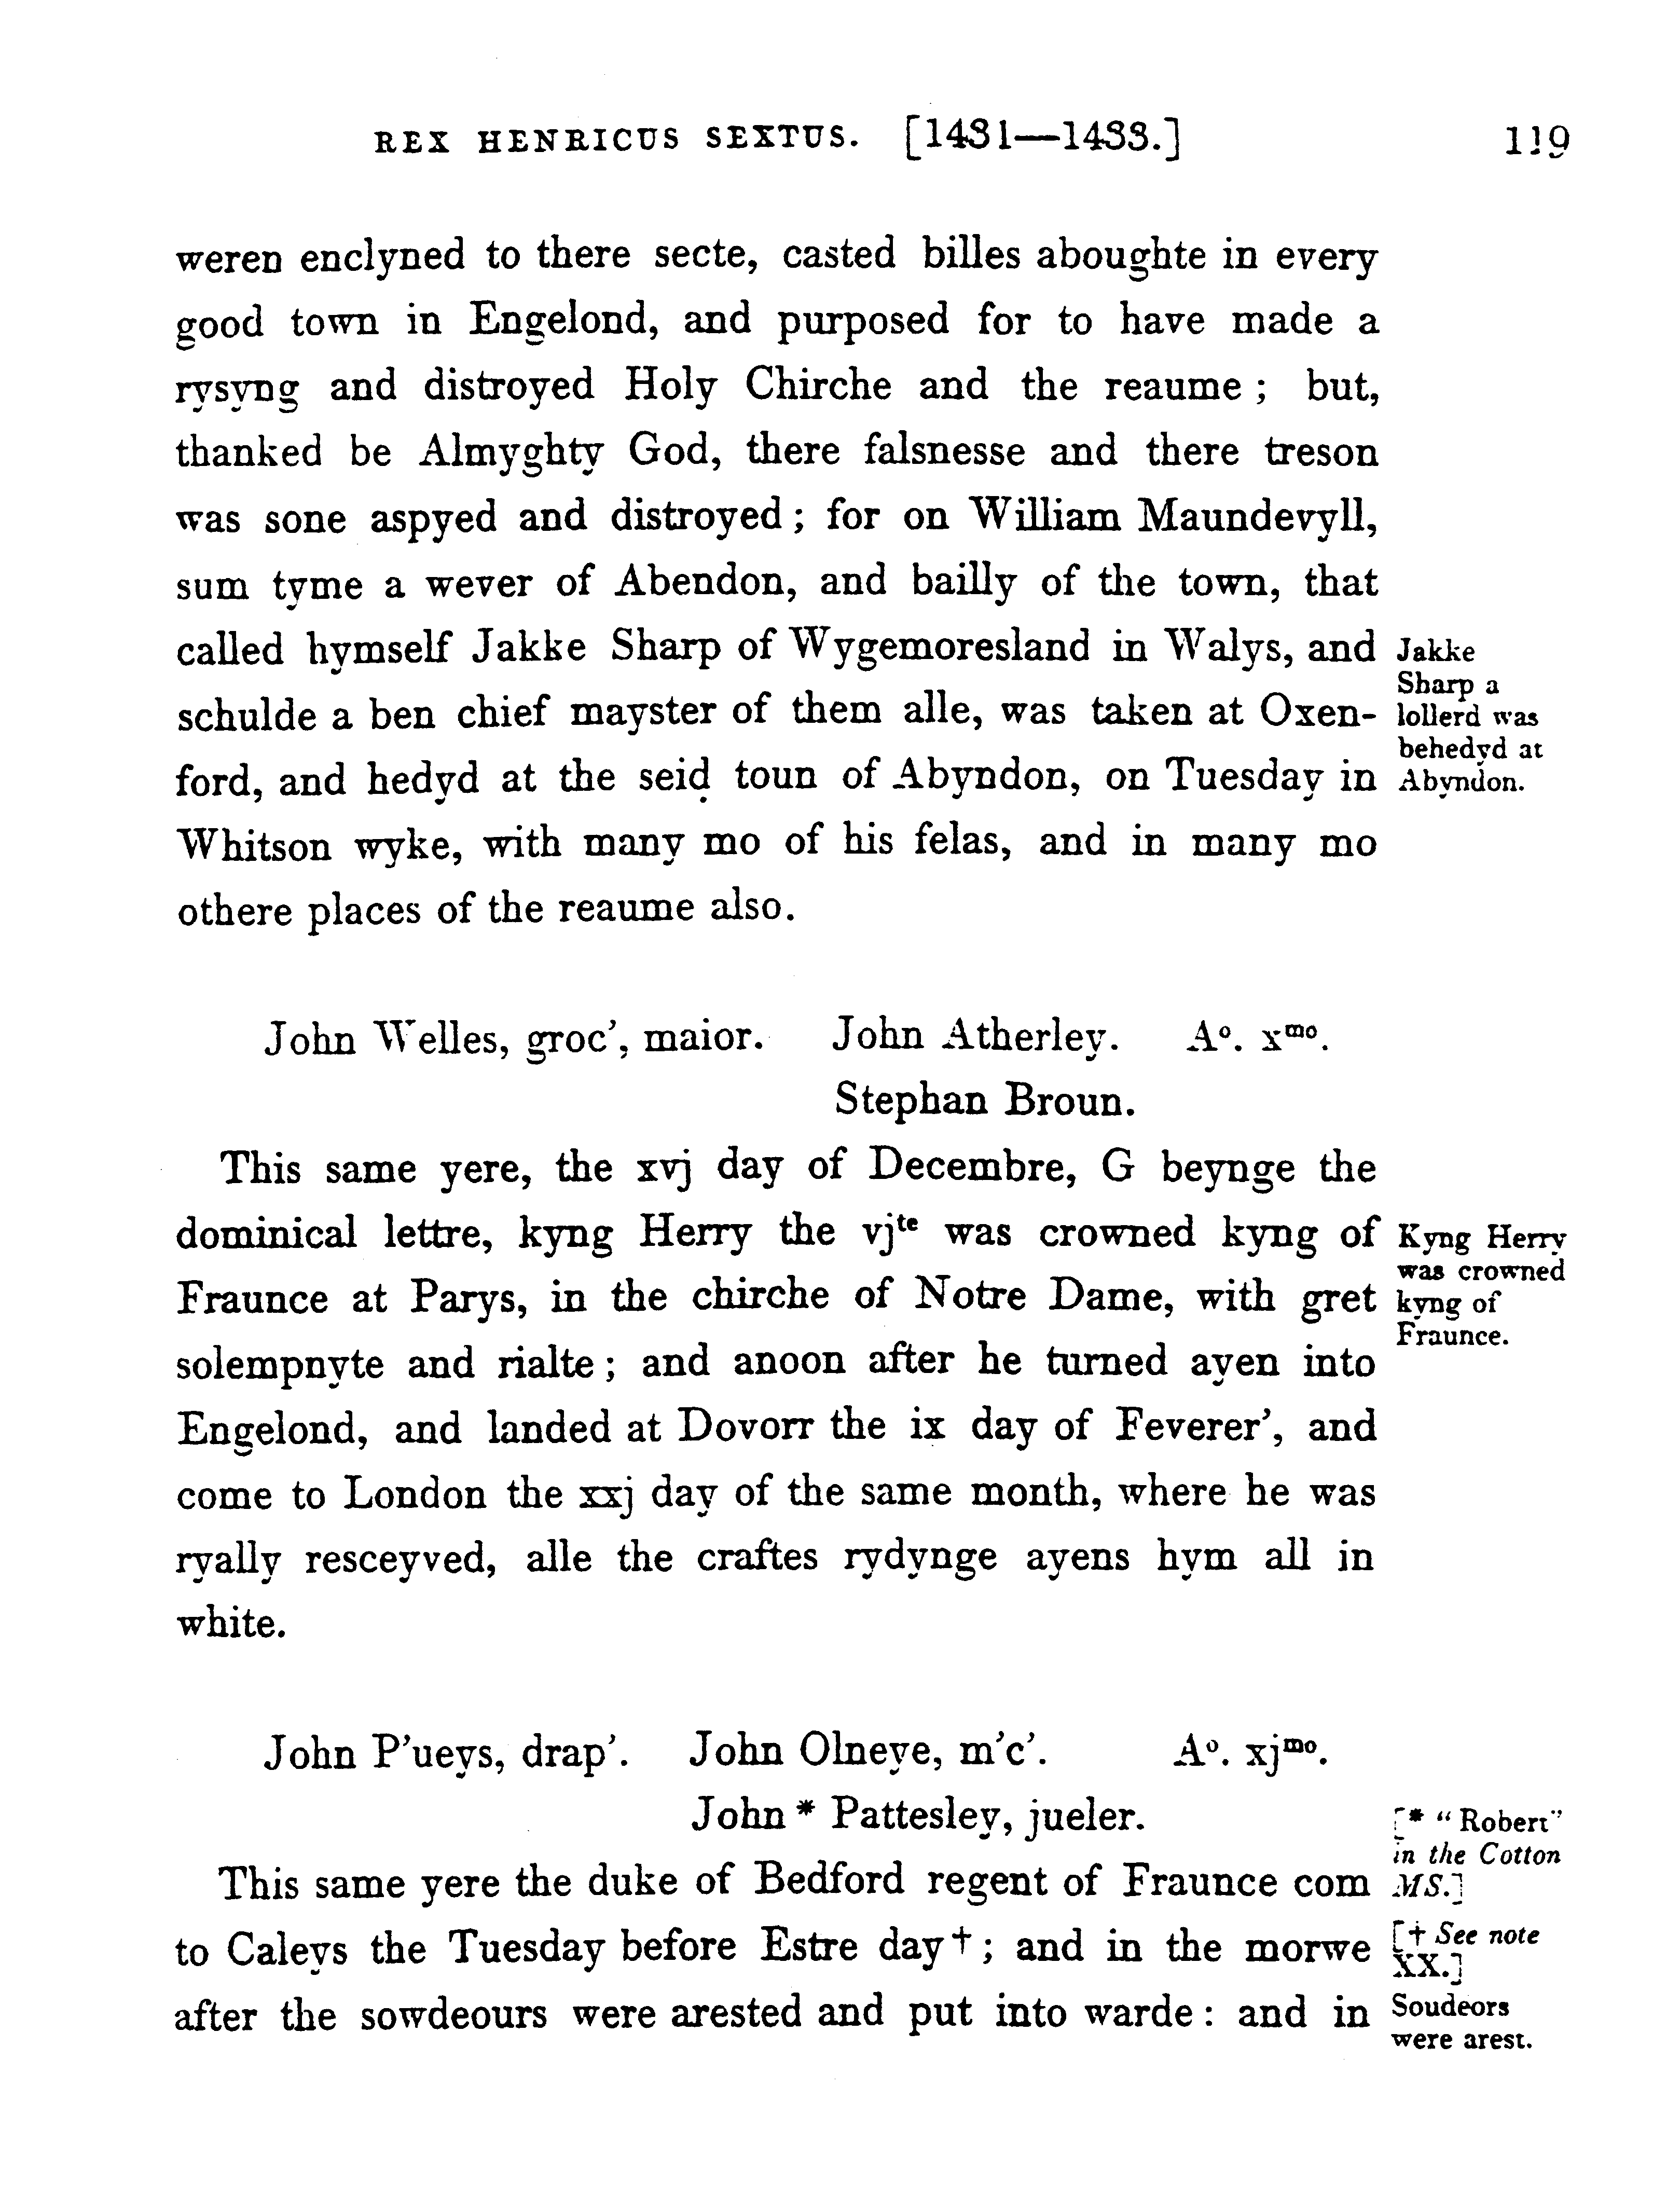 REX HENRICUS SEXTUS. [1431—1433.] 119
weren enclyned to there secte, casted billes aboughte in every
good town in Engelond, and purposed for to have made a
rysyng and distroyed Holy Chirche and the reaume ; but,
thanked be Almyghty God, there falsnesse and there treson
was sone aspyed and distroyed ; for on William Maundevyll,
sum tyme a wever of Abendon, and bailly of the town, that
called hymself Jakke Sharp of Wygemoresland in Walys, and
schulde a ben chief mayster of them alle, was taken at Oxen-
ford, and hedyd at the seid toun of Abyndon, on Tuesday in
Whitson wyke, with many mo of his felas, and in many mo
othere places of the reaume also.
Jakke
Sharp a
lollerd was
behedyd at
Abyndon.
John Welles, groc', maior. John Atherley. Aº. xᵐᵒ.
Stephan Broun.
This same yere, the xvj day of Decembre, G beynge the
dominical lettre, kyng Herry the vjᵗᵉ was crowned kyng of
Fraunce at Parys, in the chirche of Notre Dame, with gret
solempnyte and rialte ; and anoon after he turned ayen into
Engelond, and landed at Dovorr the ix day of Feverer', and
come to London the xxj day of the same month, where he was
ryally resceyved, alle the craftes rydynge ayens hym all in
white.
Kyng Herry
was crowned
kyng of
Fraunce.
John P'ueys, drap'. John Olneye, m'c'. Aº. xjᵐᵒ.
John * Pattesley, jueler.
This same yere the duke of Bedford regent of Fraunce com
to Caleys the Tuesday before Estre day † ; and in the morwe
after the sowdeours were arested and put into warde : and in
[* "Robert"
in the Cotton
MS.]
[† See note
XX.]
Soudeors
were arest.